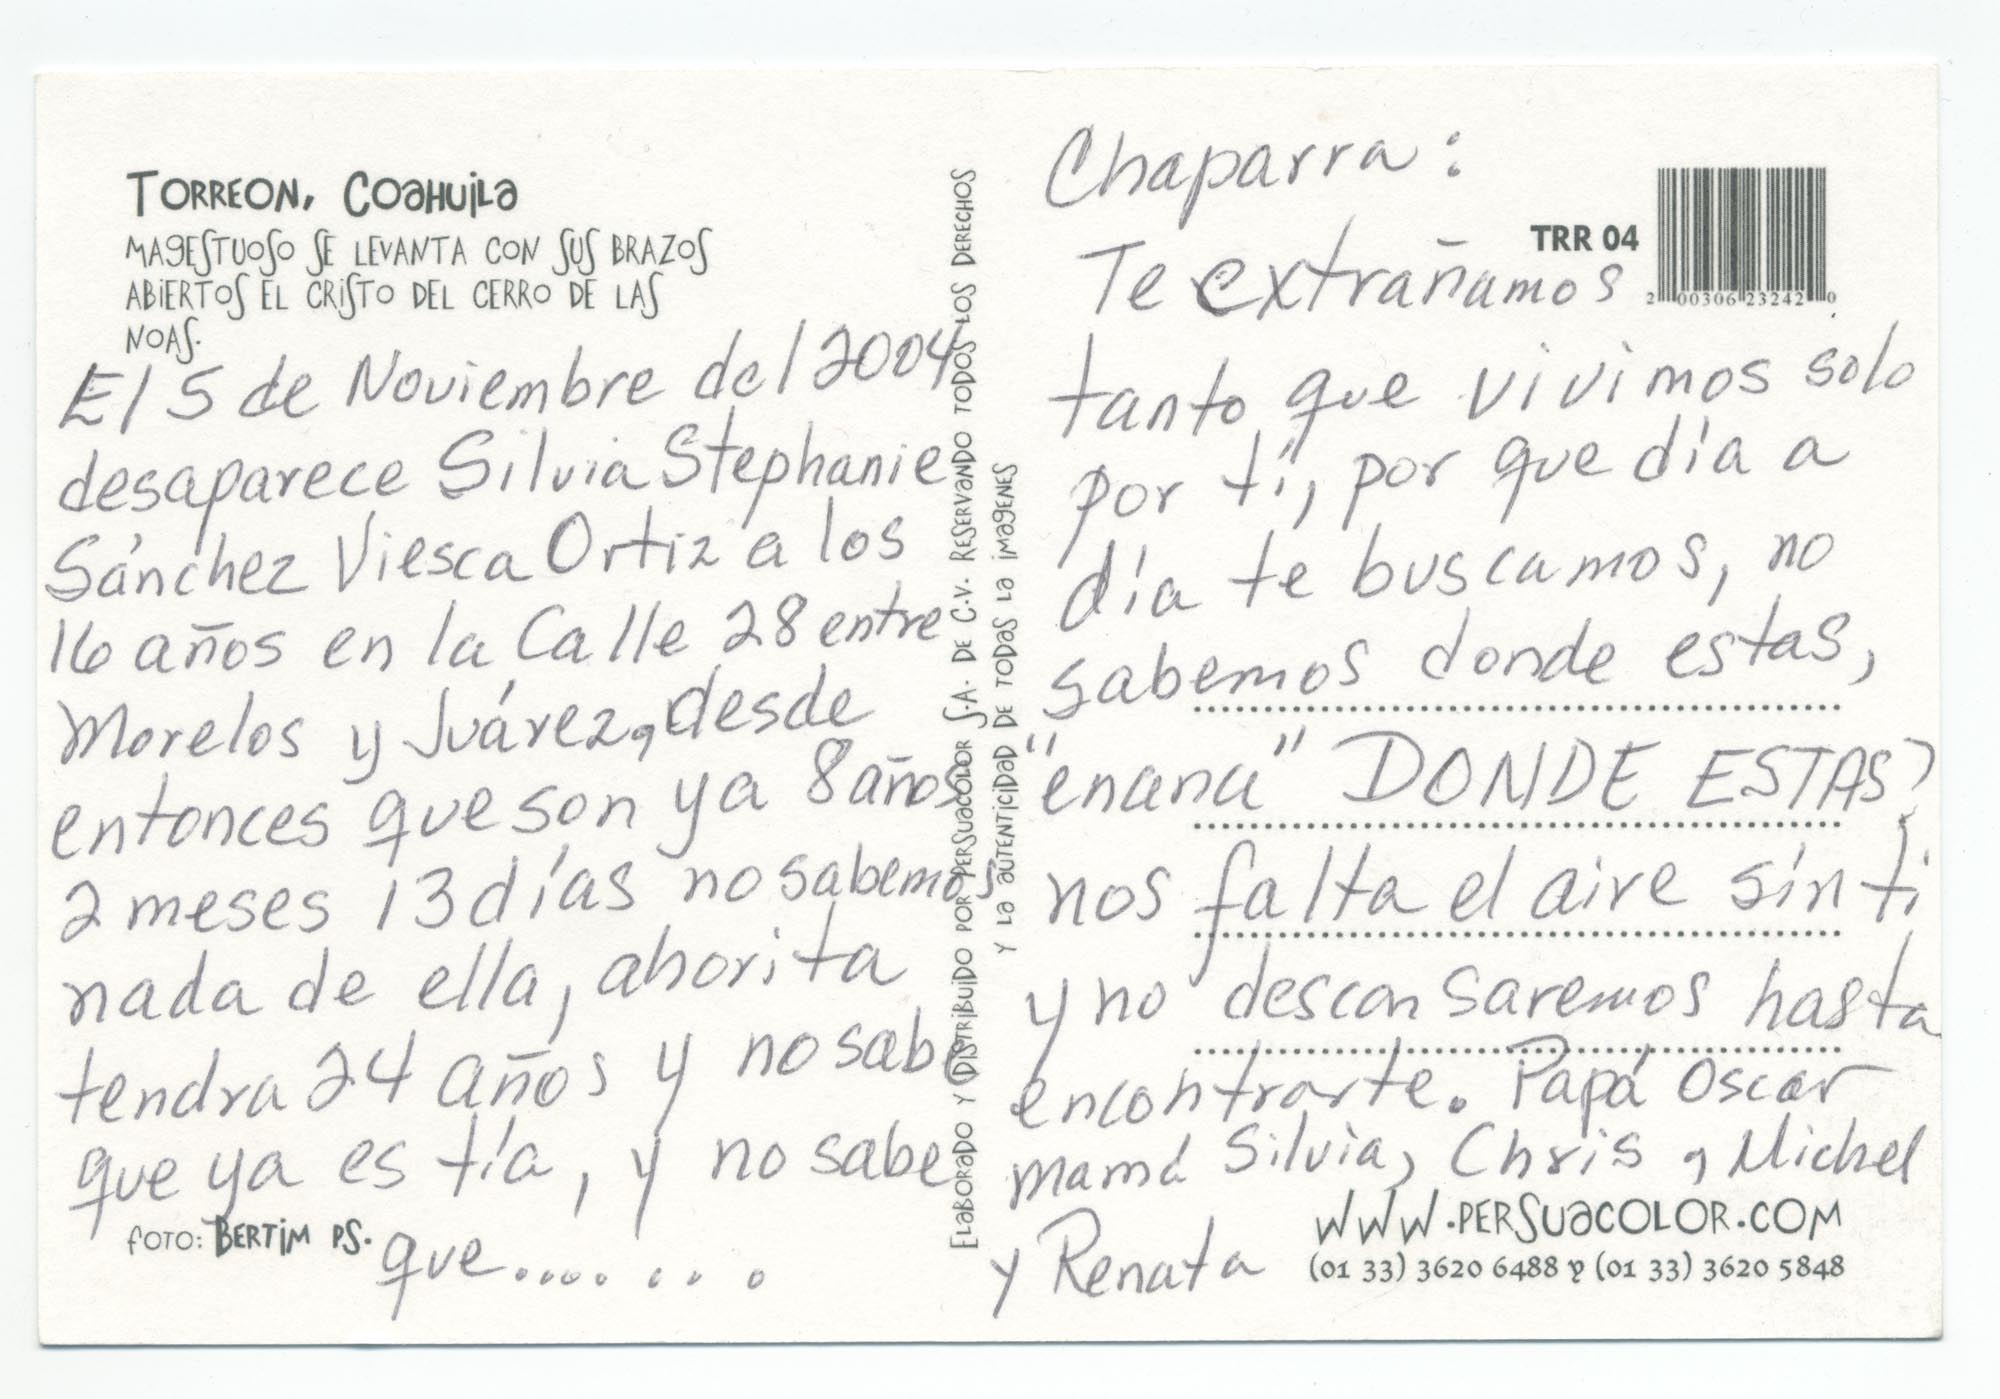 TORREON, COAHUILA
MAGESTUOSO SE LEVANTA CON SUS BRAZOS
ABIERTOS EL CRISTO DEL CERRO DE LAS
NOAS.
El 5 de Noviembre del 2004
desaparece Silvia Stephanie
Sánchez Viesca Ortiz a los
16 años en la Calle 28 entre
Morelos y Juárez, desde
entonces que son ya 8 años
2 meses 13 días no sabemos
nada de ella, ahorita
tendra 24 años y no sabe
que ya es tía, y no sabe
que........
FOTO: BERTIM PS.
ELABORADO Y DISTRIBUIDO POR PERSUACOLOR S.A. DE C.V. RESERVANDO TODOS LOS DERECHOS
Y LA AUTENTICIDAD DE TODAS LA IMAGENES
Chaparra:
TRR 04
2 00306 23242 0
Te extrañamos
tanto que vivimos solo
por ti, por que día a
día te buscamos, no
sabemos donde estas,
"enana" DONDE ESTAS?
nos falta el aire sín ti
y no descansaremos hasta
encontrarte. Papá Oscar
mamá Silvia, Chris, Michel
y Renata
WWW.PERSUACOLOR.COM
(01 33) 3620 6488 y (01 33) 3620 5848